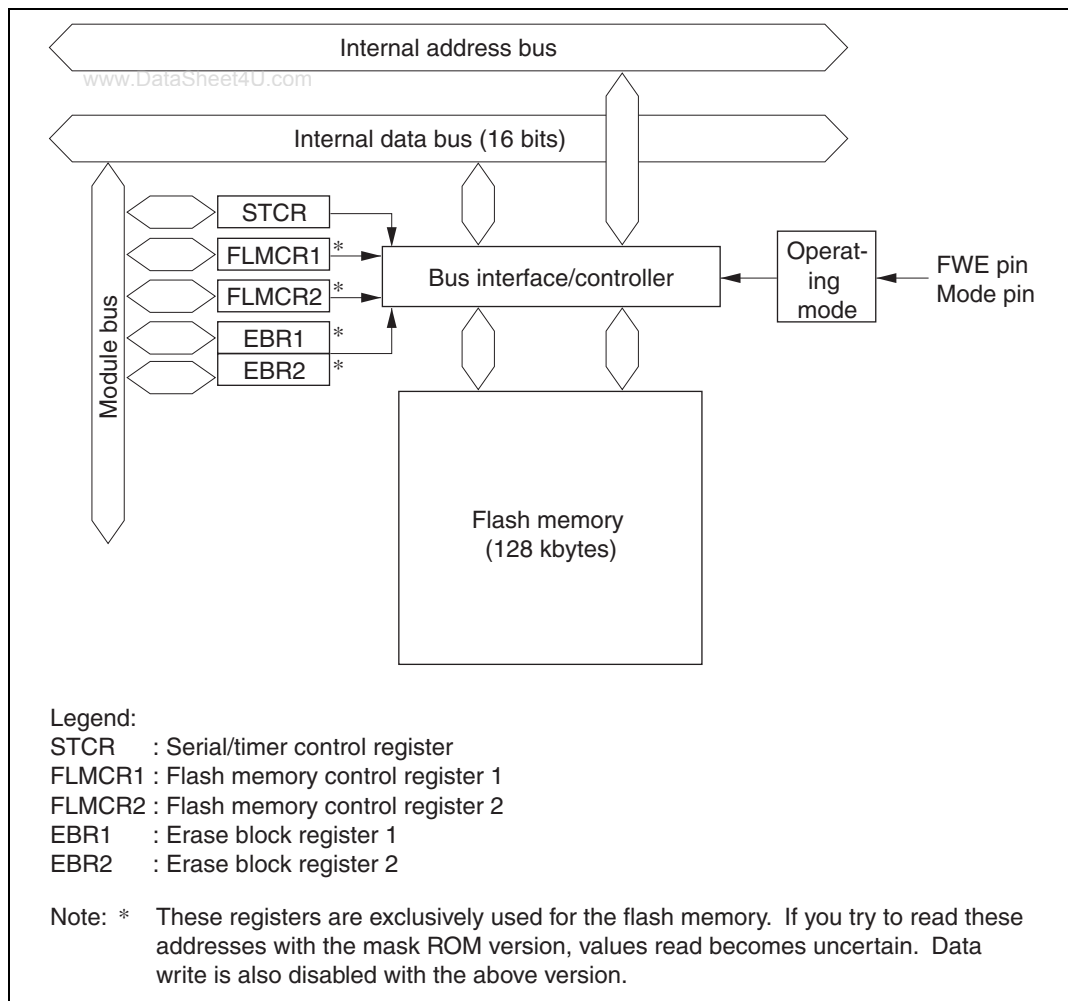 Internal address bus
www.DataSheet4U.com
Internal data bus (16 bits)
Module bus
STCR
FLMCR1 *
FLMCR2 *
EBR1 *
EBR2 *
Bus interface/controller
Operat-
ing
mode
FWE pin
Mode pin
Flash memory
(128 kbytes)
Legend:
STCR : Serial/timer control register
FLMCR1 : Flash memory control register 1
FLMCR2 : Flash memory control register 2
EBR1 : Erase block register 1
EBR2 : Erase block register 2
Note: * These registers are exclusively used for the flash memory. If you try to read these
addresses with the mask ROM version, values read becomes uncertain. Data
write is also disabled with the above version.